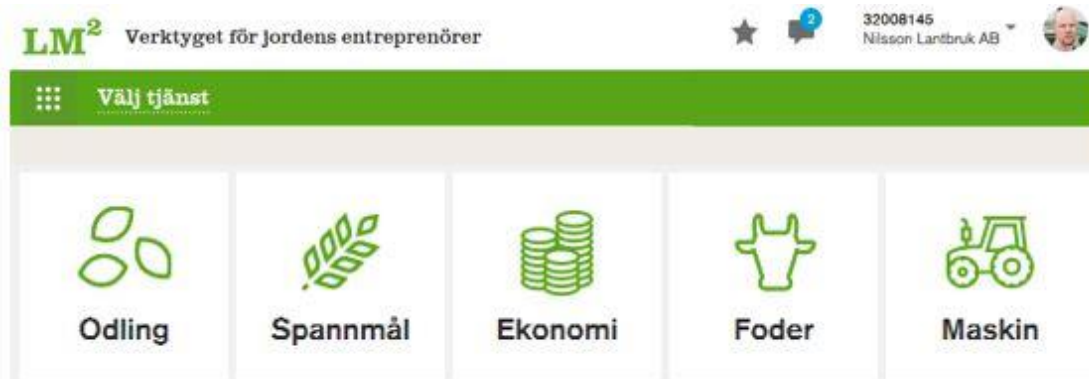 LM²
Verktyget för jordens entreprenörer
2
32008145
Nilsson Lantbruk AB
Välj tjänst
Odling
Spannmål
Ekonomi
Foder
Maskin